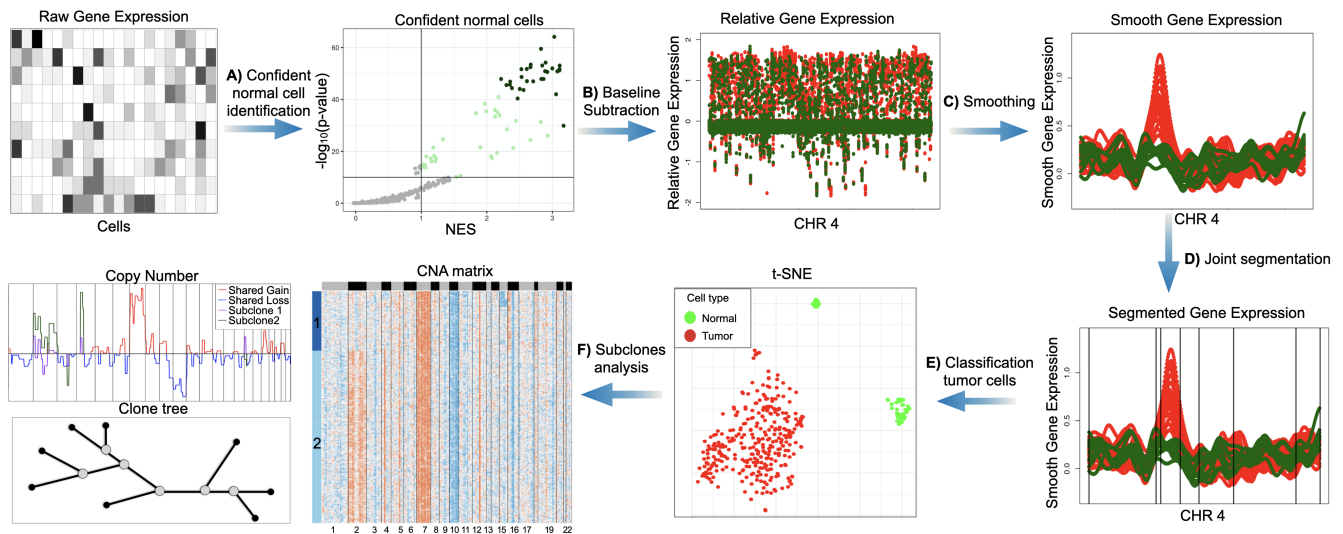 Raw Gene Expression
Cells
A) Confident
normal cell
identification
Confident normal cells
-log10(p-value)
60
40
20
0
0
1
2
3
NES
B) Baseline
Subtraction
Relative Gene Expression
Relative Gene Expression
2
1
0
-1
-2
CHR 4
C) Smoothing
Smooth Gene Expression
Smooth Gene Expression
1.0
0.5
0.0
CHR 4
D) Joint segmentation
Segmented Gene Expression
Smooth Gene Expression
1.0
0.5
0.0
CHR 4
E) Classification
tumor cells
t-SNE
Cell type
Normal
Tumor
F) Subclones
analysis
CNA matrix
1
2
1 2 3 4 5 6 7 8 9 10 11 12 13 15 16 17 19 22
Copy Number
Shared Gain
Shared Loss
Subclone 1
Subclone2
Clone tree